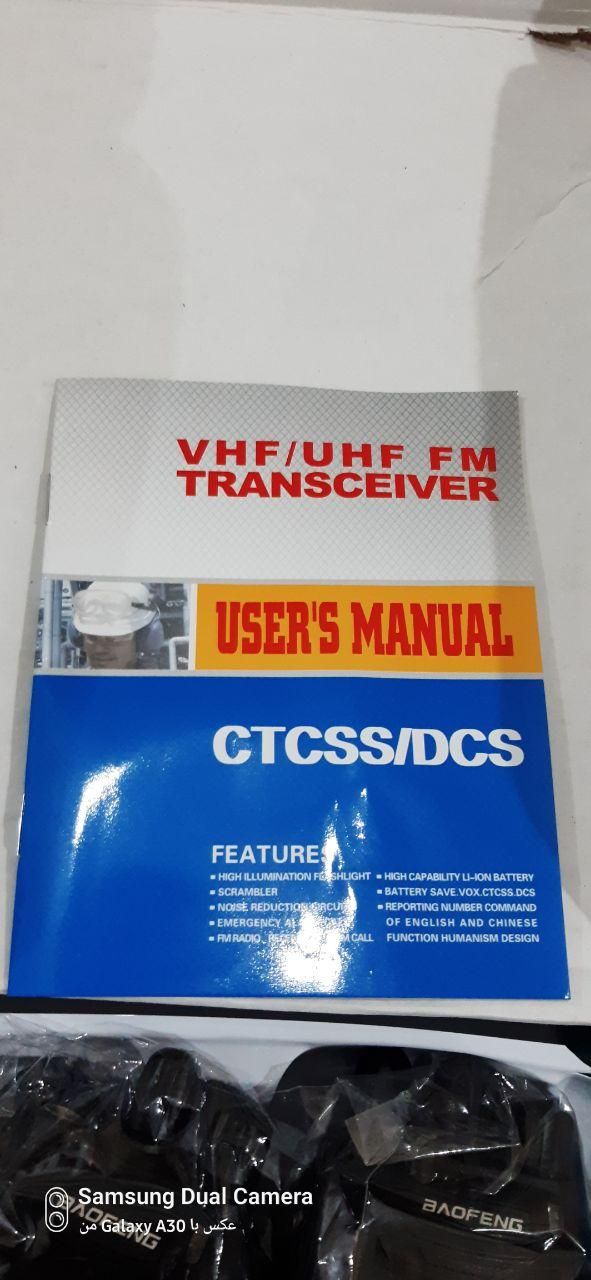 VHF/UHF FM
TRANSCEIVER
USER'S MANUAL
CTCSS/DCS
FEATURES
HIGH ILLUMINATION FLASHLIGHT
SCRAMBLER
NOISE REDUCTION CIRCUIT
EMERGENCY
FM RADIO
CALL
HIGH CAPABILITY LI-ION BATTERY
BATTERY SAVE.VOX.CTCSS.DCS
REPORTING NUMBER COMMAND
OF ENGLISH AND CHINESE
FUNCTION HUMANISM DESIGN
BAOFENG
BAOFENG
Samsung Dual Camera
عکس با Galaxy A30 من